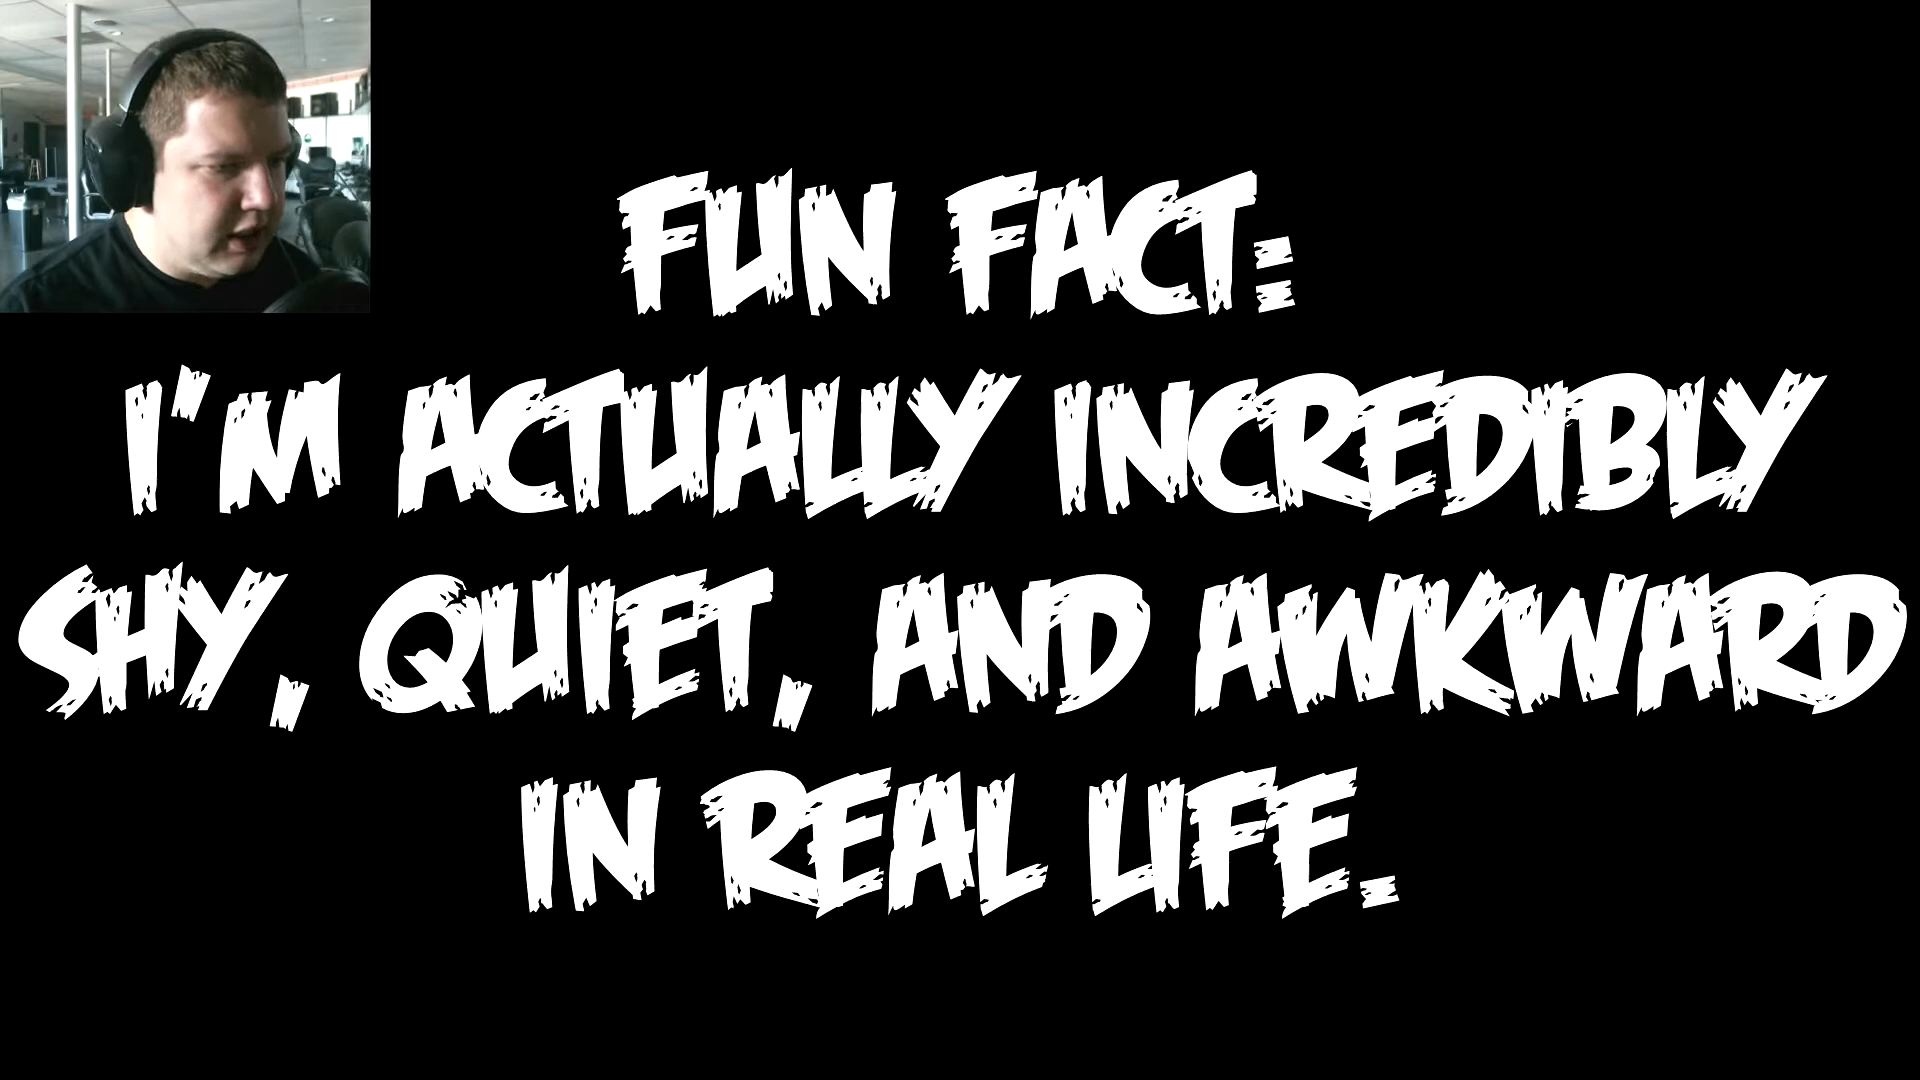 FUN FACT:
I'M ACTUALLY INCREDIBLY
SHY, QUIET, AND AWKWARD
IN REAL LIFE.